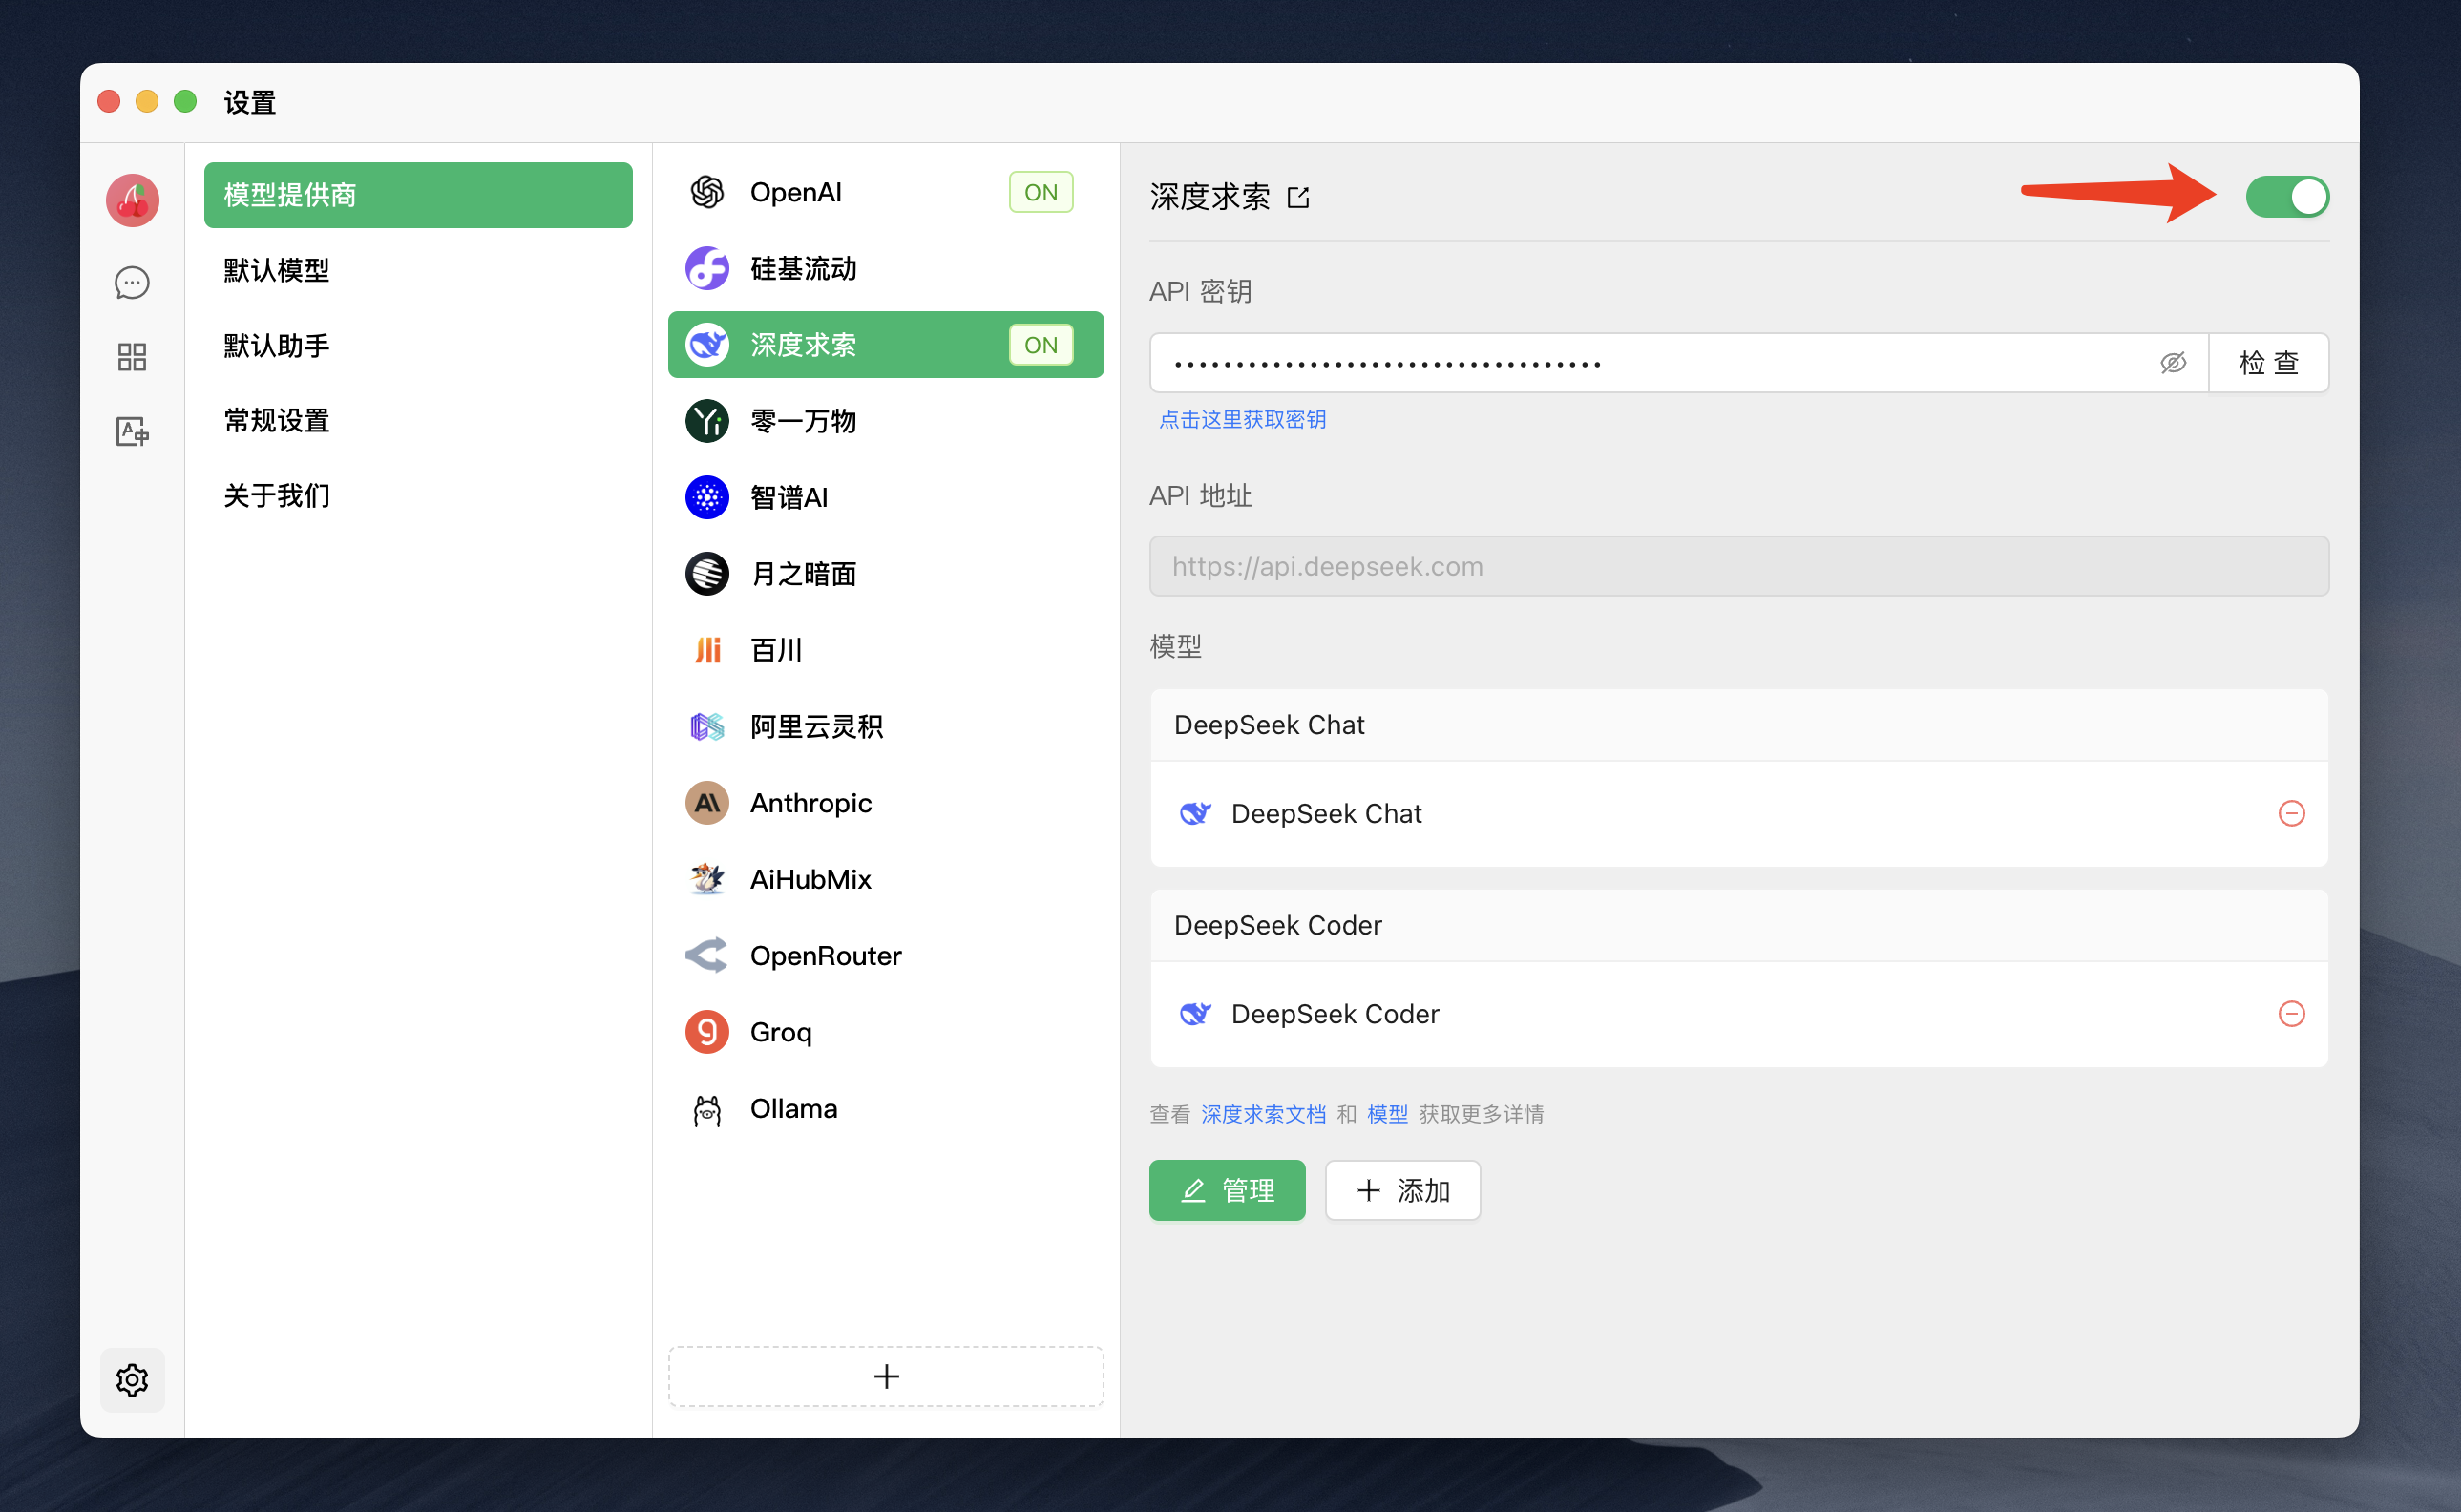 设置
模型提供商
默认模型
默认助手
常规设置
关于我们
OpenAI ON
硅基流动
深度求索 ON
零一万物
智谱AI
月之暗面
百川
阿里云灵积
Anthropic
AiHubMix
OpenRouter
Groq
Ollama
深度求索
API 密钥
检 查
点击这里获取密钥
API 地址
https://api.deepseek.com
模型
DeepSeek Chat
DeepSeek Chat
DeepSeek Coder
DeepSeek Coder
查看 深度求索文档 和 模型 获取更多详情
管理
添加